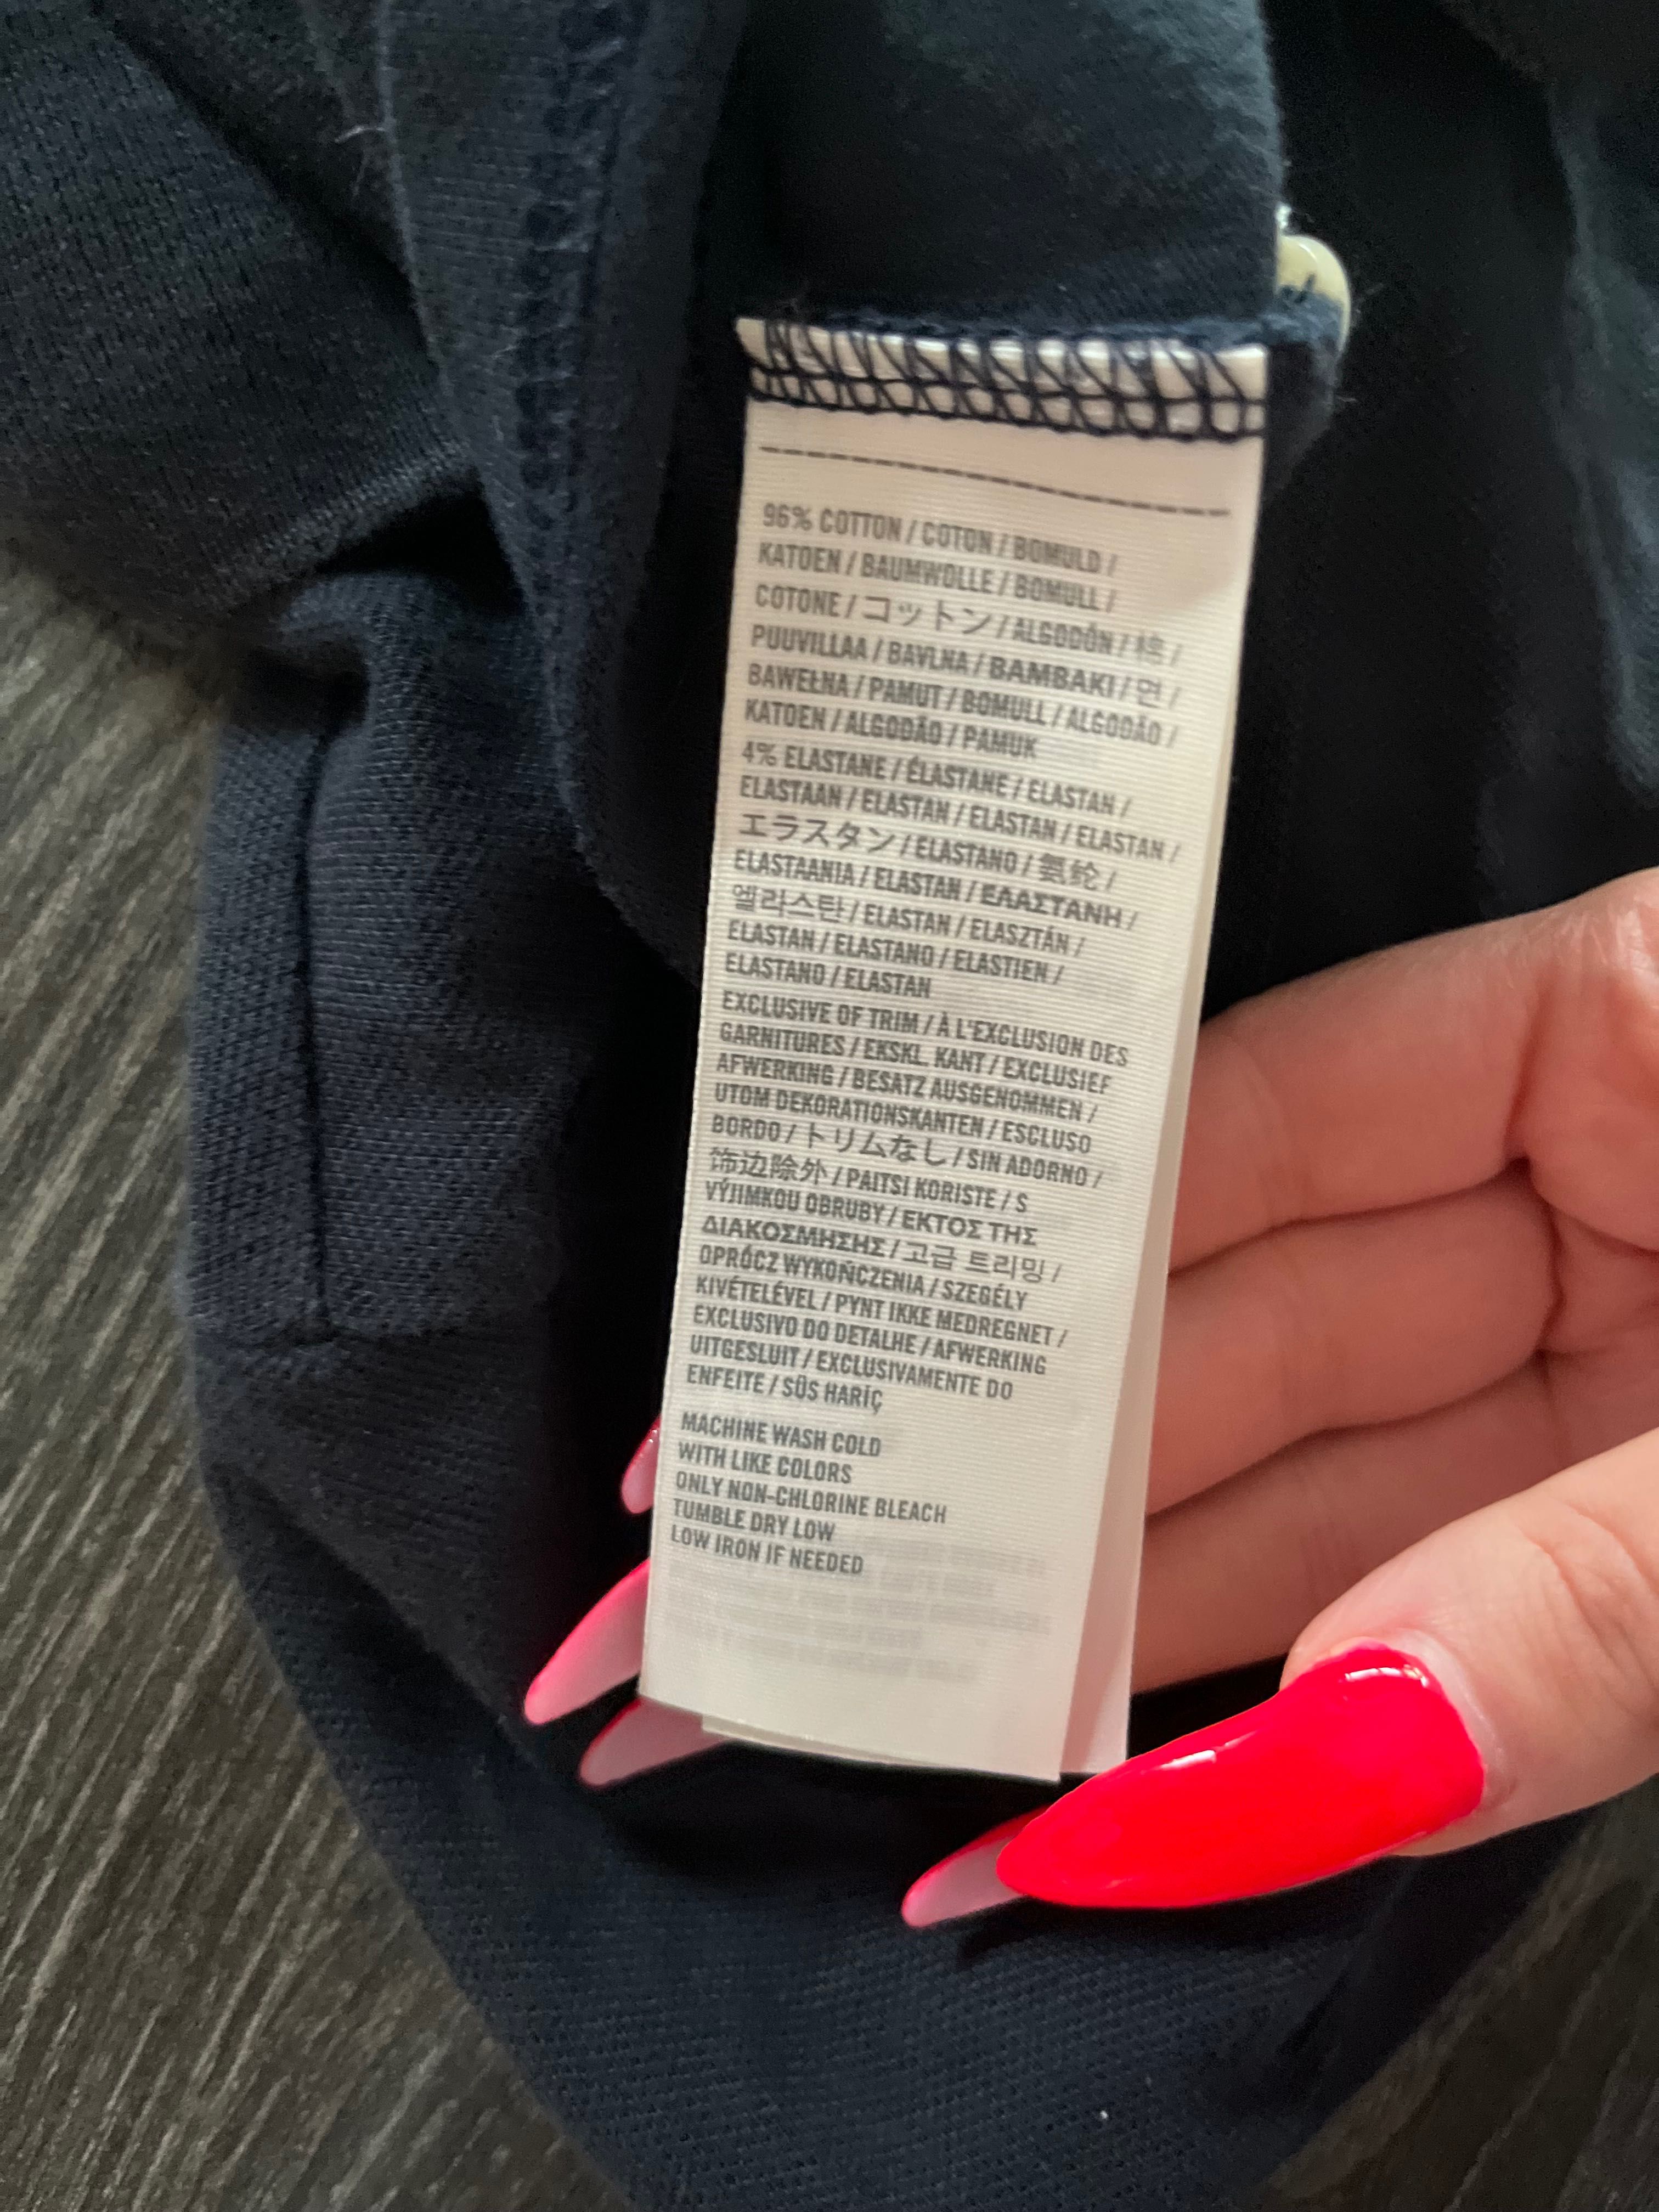 96% COTTON / COTON / BOMULD /
KATOEN / BAUMWOLLE / BOMULL /
COTONE / コットン / ALGODÓN / 棉 /
PUUVILLAA / BAVLNA / BAMBAKI / 면 /
BAWEŁNA / PAMUT / BOMULL / ALGODÃO /
KATOEN / ALGODÃO / PAMUK
4% ELASTANE / ÉLASTANE / ELASTAN /
ELASTAAN / ELASTAN / ELASTAN / ELASTAN /
エラスタン / ELASTANO / 氨纶 /
ELASTAANIA / ELASTAN / ΕΛΑΣΤΑΝΗ /
엘라스탄 / ELASTAN / ELASZTÁN /
ELASTAN / ELASTANO / ELASTIEN /
ELASTANO / ELASTAN
EXCLUSIVE OF TRIM / À L'EXCLUSION DES
GARNITURES / EKSKL. KANT / EXCLUSIEF
AFWERKING / BESATZ AUSGENOMMEN /
UTOM DEKORATIONSKANTEN / ESCLUSO
BORDO / トリムなし / SIN ADORNO /
饰边除外 / PAITSI KORISTE / S
VÝJIMKOU OBRUBY / ΕΚΤΟΣ ΤΗΣ
ΔΙΑΚΟΣΜΗΣΗΣ / 고급 트리밍 /
OPRÓCZ WYKOŃCZENIA / SZEGÉLY
KIVÉTELÉVEL / PYNT IKKE MEDREGNET /
EXCLUSIVO DO DETALHE / AFWERKING
UITGESLUIT / EXCLUSIVAMENTE DO
ENFEITE / SÜS HARİÇ
MACHINE WASH COLD
WITH LIKE COLORS
ONLY NON-CHLORINE BLEACH
TUMBLE DRY LOW
LOW IRON IF NEEDED